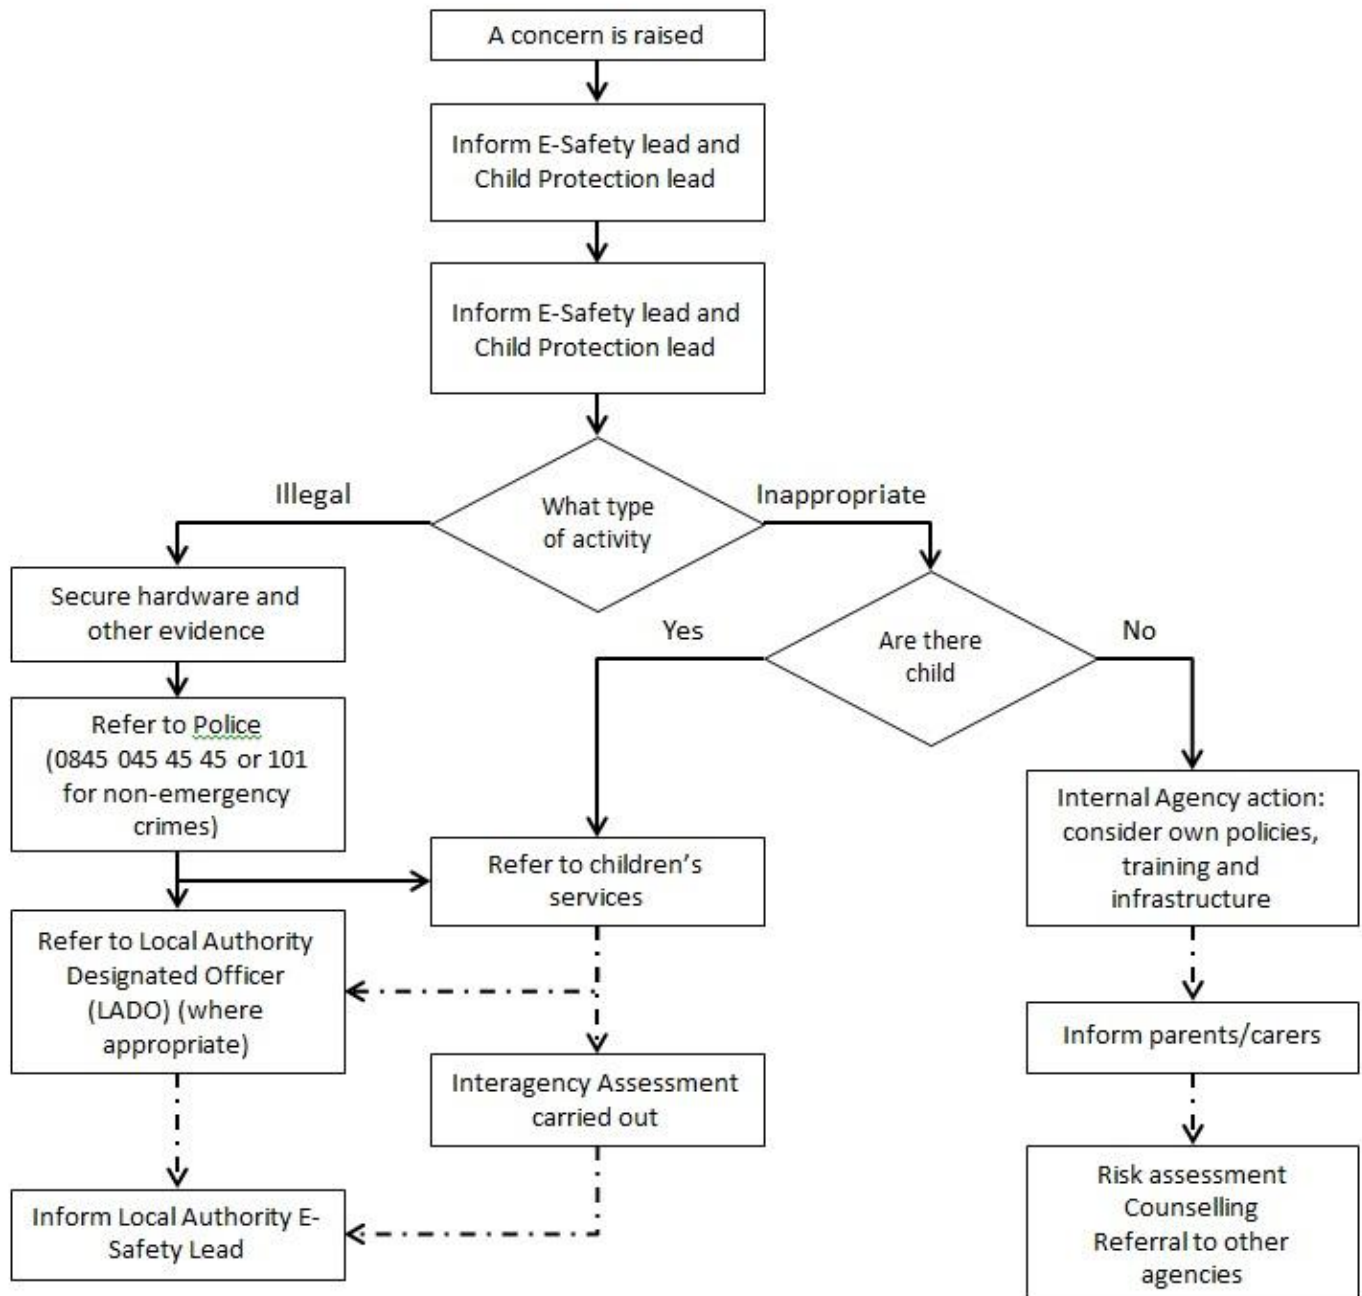 A concern is raised
Inform E-Safety lead and
Child Protection lead
Inform E-Safety lead and
Child Protection lead
What type
of activity
Illegal
Inappropriate
Secure hardware and
other evidence
Are there
child
Yes
No
Refer to Police
(0845 045 45 45 or 101
for non-emergency
crimes)
Refer to children’s
services
Internal Agency action:
consider own policies,
training and
infrastructure
Refer to Local Authority
Designated Officer
(LADO) (where
appropriate)
Inform parents/carers
Interagency Assessment
carried out
Inform Local Authority E-
Safety Lead
Risk assessment
Counselling
Referral to other
agencies